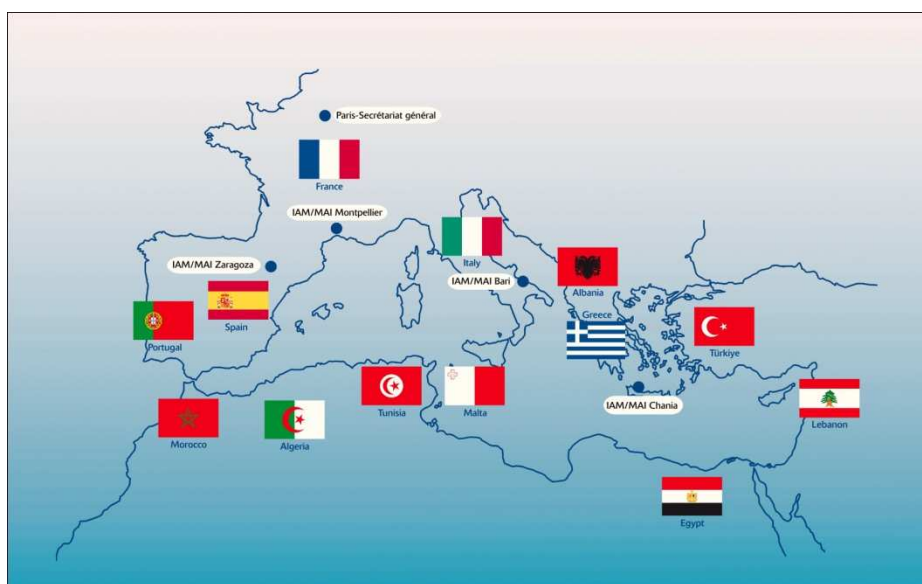 Paris-Secrétariat général
France
IAM/MAI Montpellier
IAM/MAI Zaragoza
Italy
IAM/MAI Bari
Albania
Spain
Greece
Portugal
Türkiye
Tunisia
Malta
IAM/MAI Chania
Lebanon
Morocco
Algeria
Egypt